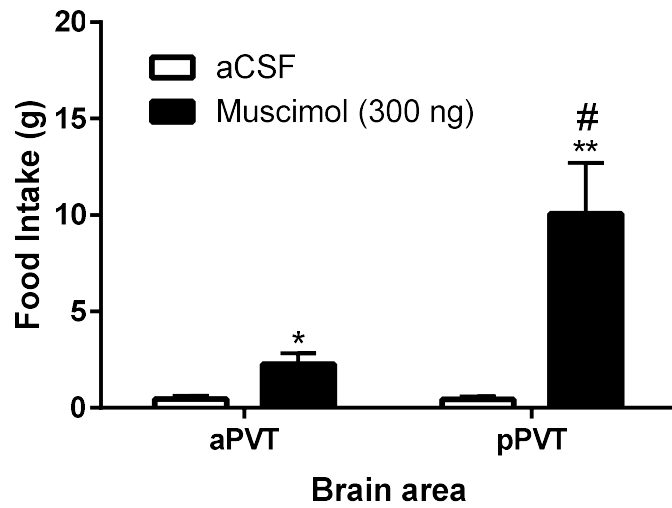 20
15
10
5
0
Food Intake (g)
aCSF
Muscimol (300 ng)
*
#
**
aPVT
pPVT
Brain area